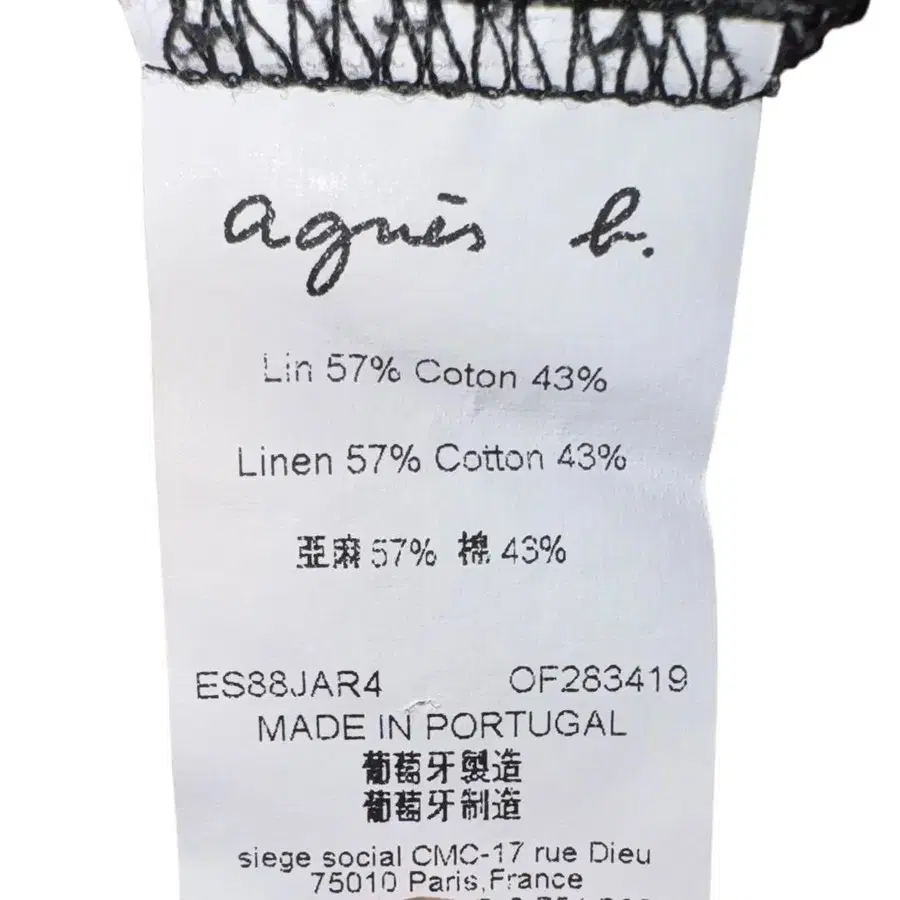 agnès b.
Lin 57% Coton 43%
Linen 57% Cotton 43%
亞麻 57% 棉 43%
ES88JAR4 OF283419
MADE IN PORTUGAL
葡萄牙製造
葡萄牙制造
siege social CMC-17 rue Dieu
75010 Paris,France